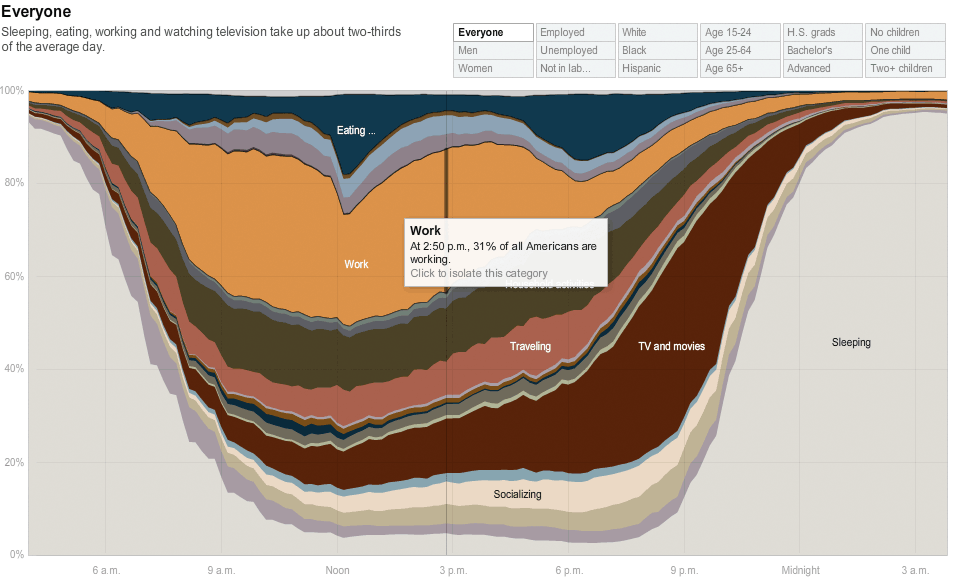 Everyone
Sleeping, eating, working and watching television take up about two-thirds
of the average day.
Everyone Employed White Age 15-24 H.S. grads No children
Men Unemployed Black Age 25-64 Bachelor's One child
Women Not in lab... Hispanic Age 65+ Advanced Two+ children
100%
Eating ...
80%
Work
At 2:50 p.m., 31% of all Americans are
working.
Click to isolate this category
Work
60%
Household activities
Traveling
TV and movies
Sleeping
40%
20%
Socializing
0%
6 a.m. 9 a.m. Noon 3 p.m. 6 p.m. 9 p.m. Midnight 3 a.m.